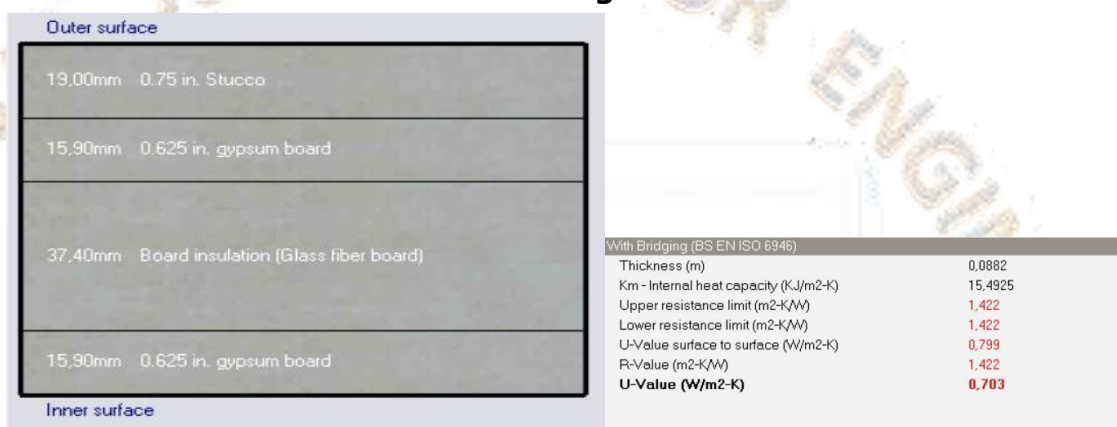 Outer surface
19,00mm 0.75 in. Stucco
15,90mm 0.625 in. gypsum board
37,40mm Board insulation (Glass fiber board)
15,90mm 0.625 in. gypsum board
Inner surface
With Bridging (BS EN ISO 6946)
Thickness (m) 0,0882
Km - Internal heat capacity (KJ/m2-K) 15,4925
Upper resistance limit (m2-K/W) 1,422
Lower resistance limit (m2-K/W) 1,422
U-Value surface to surface (W/m2-K) 0,799
R-Value (m2-K/W) 1,422
U-Value (W/m2-K) 0,703